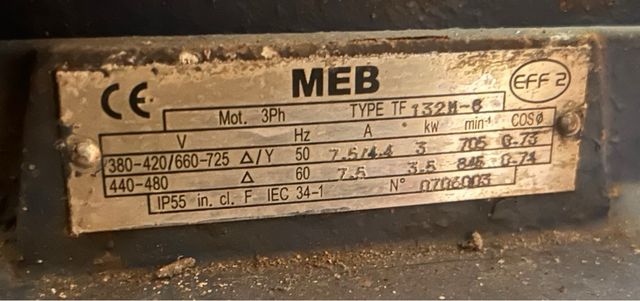 CE MEB EFF 2
Mot. 3Ph TYPE TF 132M-8
V Hz A kW min⁻¹ COSø
380-420/660-725 Δ/Y 50 7.5/4.4 3 705 0.73
440-480 Δ 60 7.5 3.5 845 0.74
IP55 in. cl. F IEC 34-1 N° 0706003